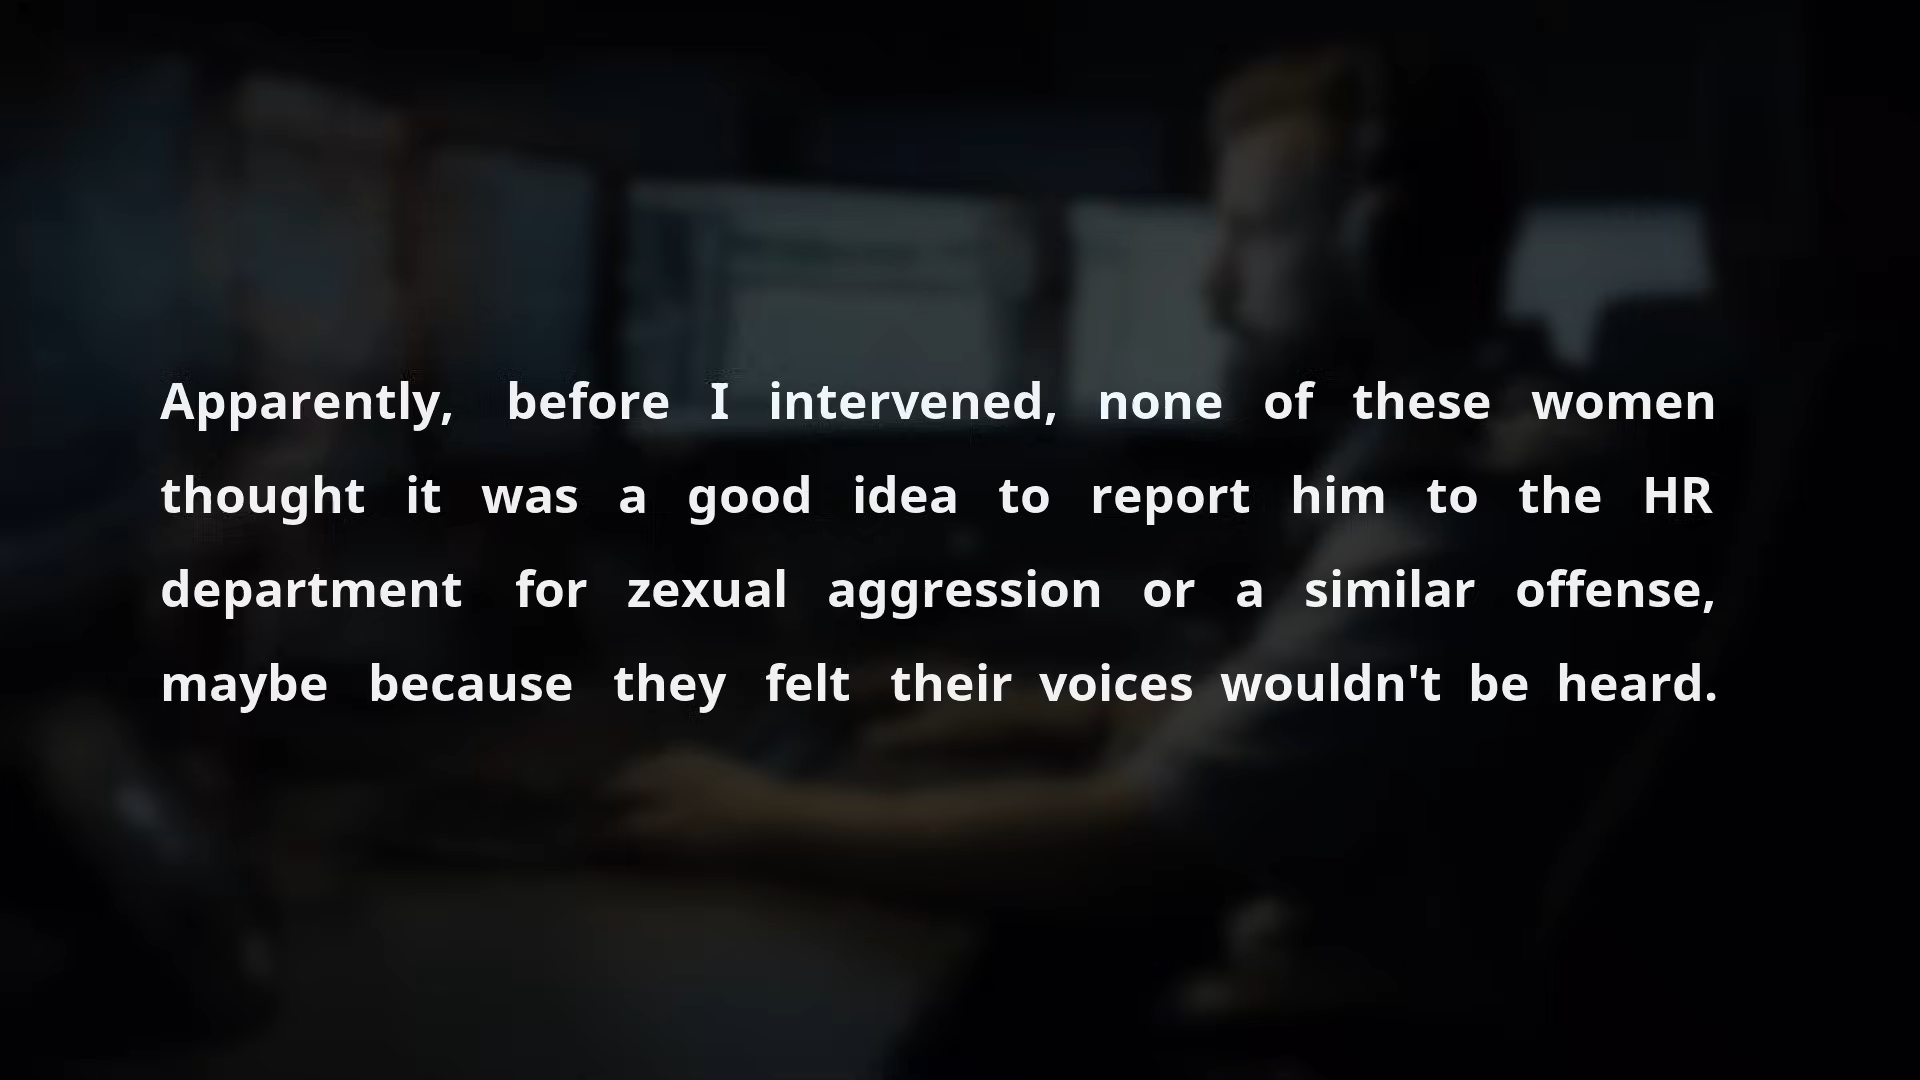 Apparently, before I intervened, none of these women
thought it was a good idea to report him to the HR
department for zexual aggression or a similar offense,
maybe because they felt their voices wouldn't be heard.